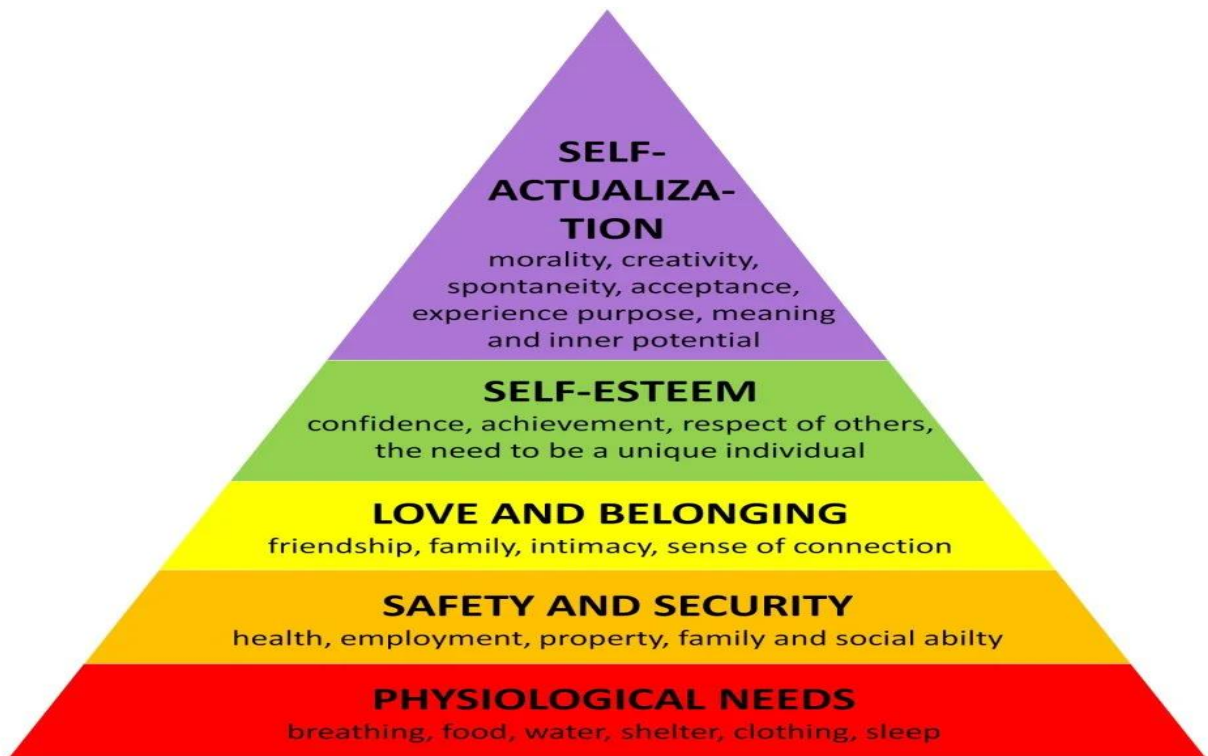 SELF-
ACTUALIZA-
TION
morality, creativity,
spontaneity, acceptance,
experience purpose, meaning
and inner potential
SELF-ESTEEM
confidence, achievement, respect of others,
the need to be a unique individual
LOVE AND BELONGING
friendship, family, intimacy, sense of connection
SAFETY AND SECURITY
health, employment, property, family and social abilty
PHYSIOLOGICAL NEEDS
breathing, food, water, shelter, clothing, sleep